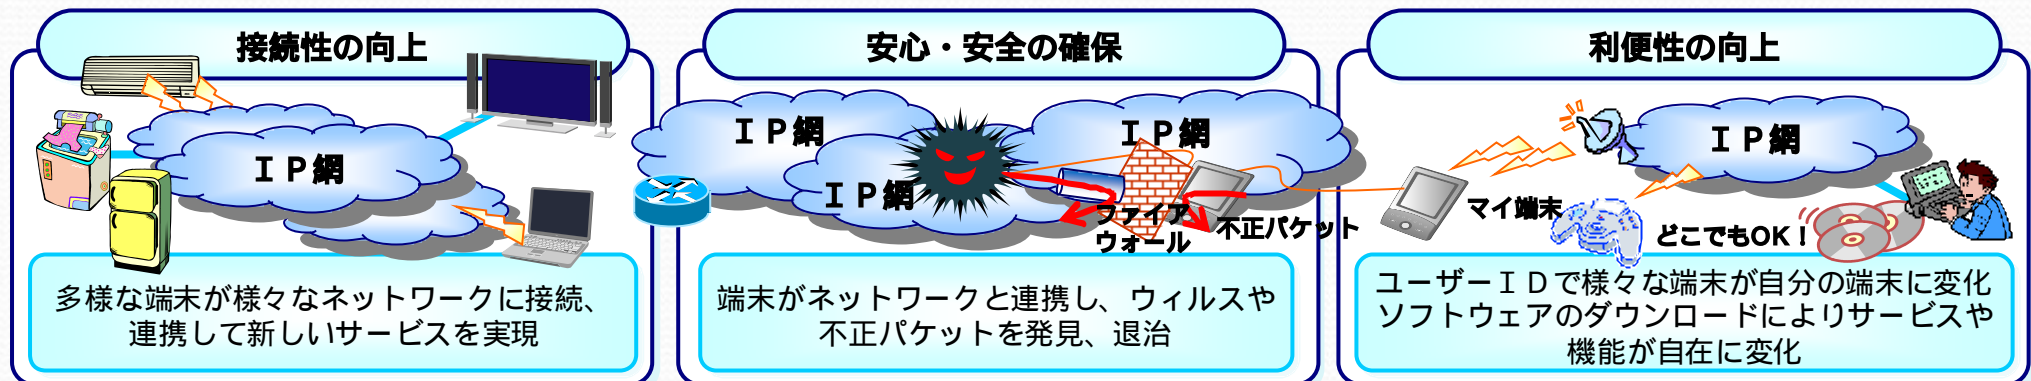 接続性の向上
ＩＰ網
多様な端末が様々なネットワークに接続、
連携して新しいサービスを実現
安心・安全の確保
ＩＰ網
ＩＰ網
ＩＰ網
ファイア
ウォール
不正パケット
端末がネットワークと連携し、ウィルスや
不正パケットを発見、退治
利便性の向上
ＩＰ網
マイ端末
どこでもOK！
ユーザーＩＤで様々な端末が自分の端末に変化
ソフトウェアのダウンロードによりサービスや
機能が自在に変化